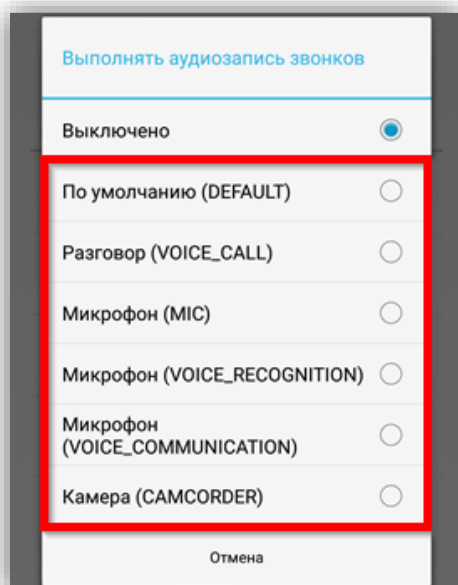 Выполнять аудиозапись звонков
Выключено
По умолчанию (DEFAULT)
Разговор (VOICE_CALL)
Микрофон (MIC)
Микрофон (VOICE_RECOGNITION)
Микрофон
(VOICE_COMMUNICATION)
Камера (CAMCORDER)
Отмена